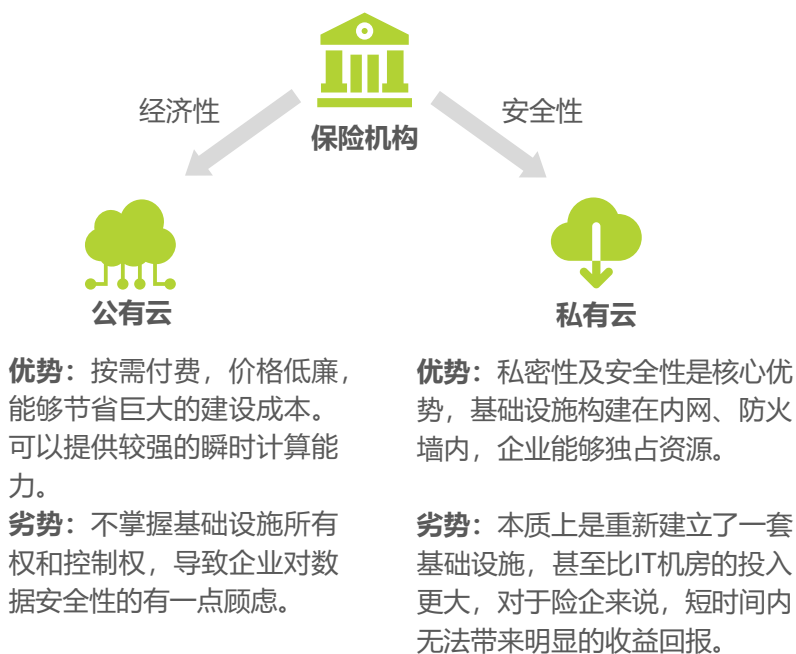 经济性
安全性
保险机构
公有云
优势：按需付费，价格低廉，
能够节省巨大的建设成本。
可以提供较强的瞬时计算能
力。
劣势：不掌握基础设施所有
权和控制权，导致企业对数
据安全性的有一点顾虑。
私有云
优势：私密性及安全性是核心优
势，基础设施构建在内网、防火
墙内，企业能够独占资源。
劣势：本质上是重新建立了一套
基础设施，甚至比IT机房的投入
更大，对于险企来说，短时间内
无法带来明显的收益回报。